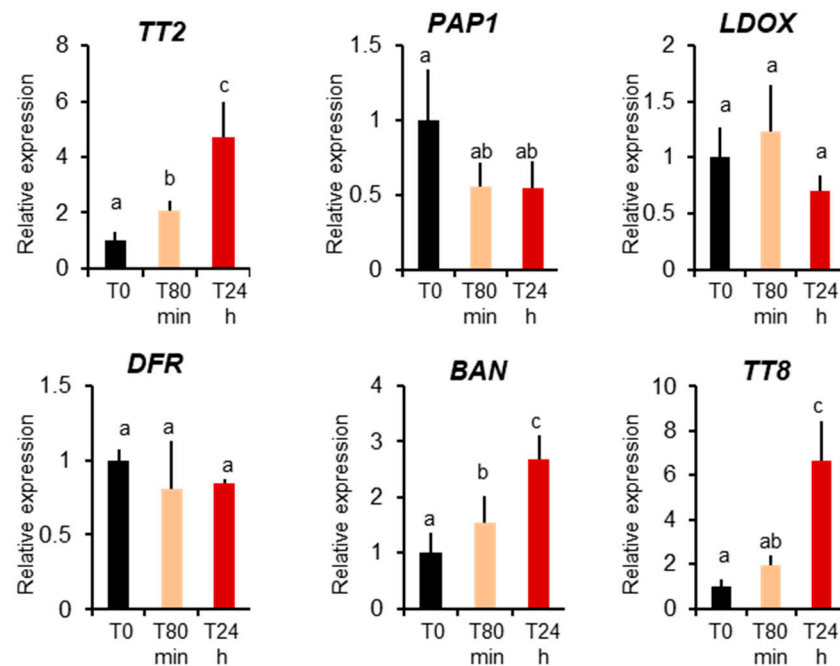 TT2
PAP1
LDOX
Relative expression
8
6
4
2
0
a
b
c
T0 T80 T24
min h
Relative expression
1.5
1
0.5
0
a
ab
ab
T0 T80 T24
min h
Relative expression
2
1.5
1
0.5
0
a
a
a
T0 T80 T24
min h
DFR
BAN
TT8
Relative expression
1.5
1
0.5
0
a
a
a
T0 T80 T24
min h
Relative expression
4
3
2
1
0
a
b
c
T0 T80 T24
min h
Relative expression
10
8
6
4
2
0
a
ab
c
T0 T80 T24
min h